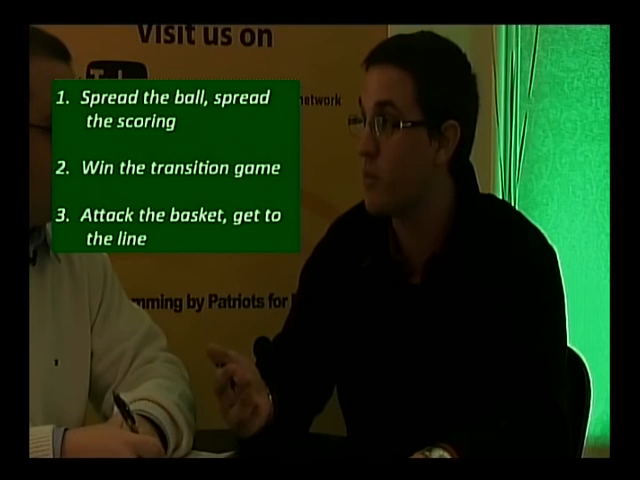 Visit us on
network
1. Spread the ball, spread
the scoring
2. Win the transition game
3. Attack the basket, get to
the line
mming by Patriots for